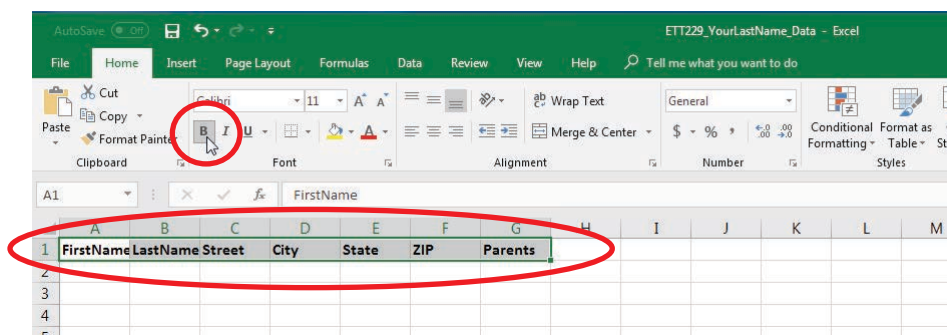 AutoSave Off ETT229_YourLastName_Data - Excel
File Home Insert Page Layout Formulas Data Review View Help Tell me what you want to do
Cut
Copy
Format Painter
Paste
Clipboard
Calibri 11 A A
B I U A
Font
Wrap Text
Merge & Center
Alignment
General
$ % , .00
Number
Conditional Formatting
Format as Table
Styles
A1 fx FirstName
A B C D E F G H I J K L M
1 FirstName LastName Street City State ZIP Parents
2
3
4